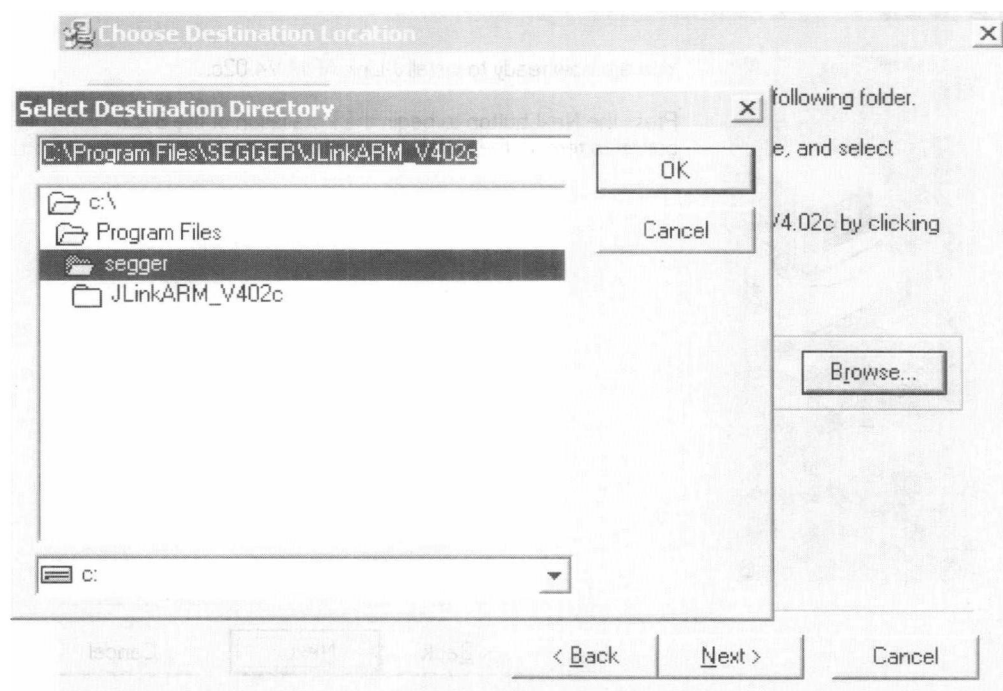 Choose Destination Location
Select Destination Directory
following folder.
C:\Program Files\SEGGER\JLinkARM_V402c
e, and select
OK
c:\
Program Files
Cancel
V4.02c by clicking
segger
JLinkARM_V402c
Browse...
c:
< Back
Next >
Cancel